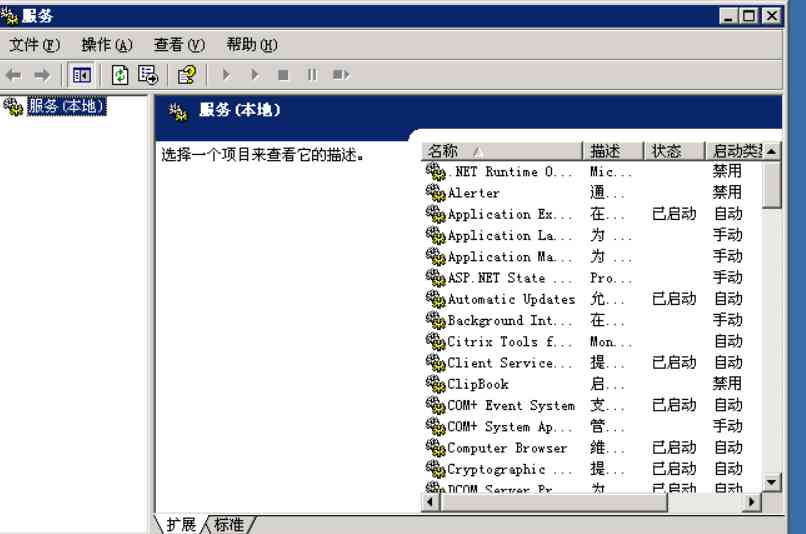 服务
文件(F) 操作(A) 查看(V) 帮助(H)
服务(本地)
服务(本地)
选择一个项目来查看它的描述。
名称 描述 状态 启动类型
.NET Runtime O... Mic... 禁用
Alerter 通... 禁用
Application Ex... 在... 已启动 自动
Application La... 为 ... 手动
Application Ma... 为 ... 手动
ASP.NET State ... Pro... 手动
Automatic Updates 允... 已启动 自动
Background Int... 在... 手动
Citrix Tools f... Mon... 自动
Client Service... 提... 已启动 自动
ClipBook 启... 禁用
COM+ Event System 支... 已启动 自动
COM+ System Ap... 管... 手动
Computer Browser 维... 已启动 自动
Cryptographic ... 提... 已启动 自动
DCOM Server Pr... 为... 已启动 自动
扩展 标准